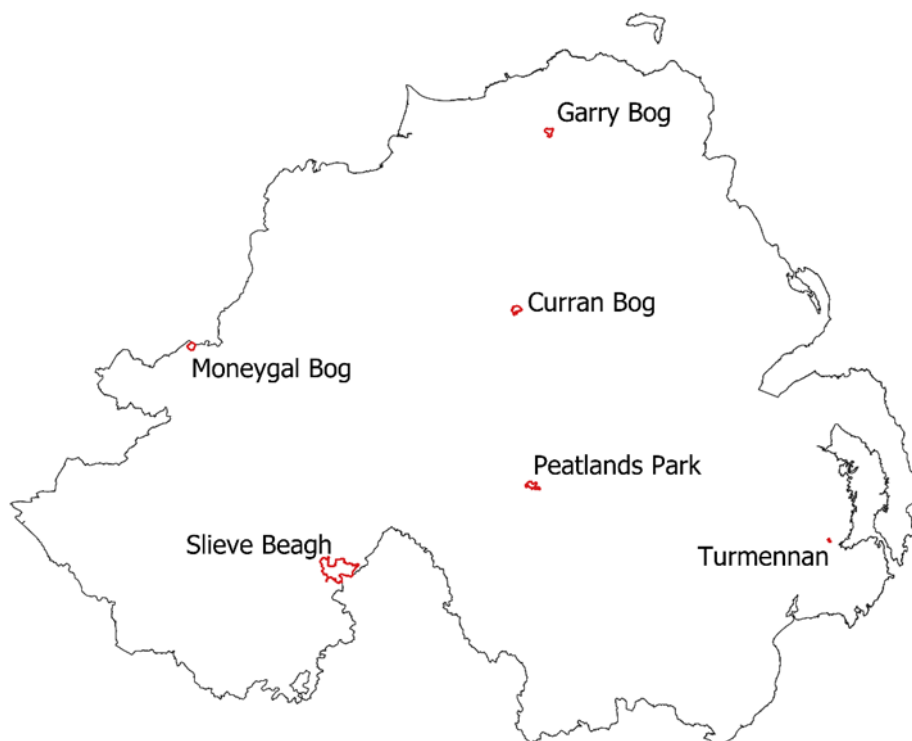 Garry Bog
Curran Bog
Moneygal Bog
Peatlands Park
Slieve Beagh
Turmennan